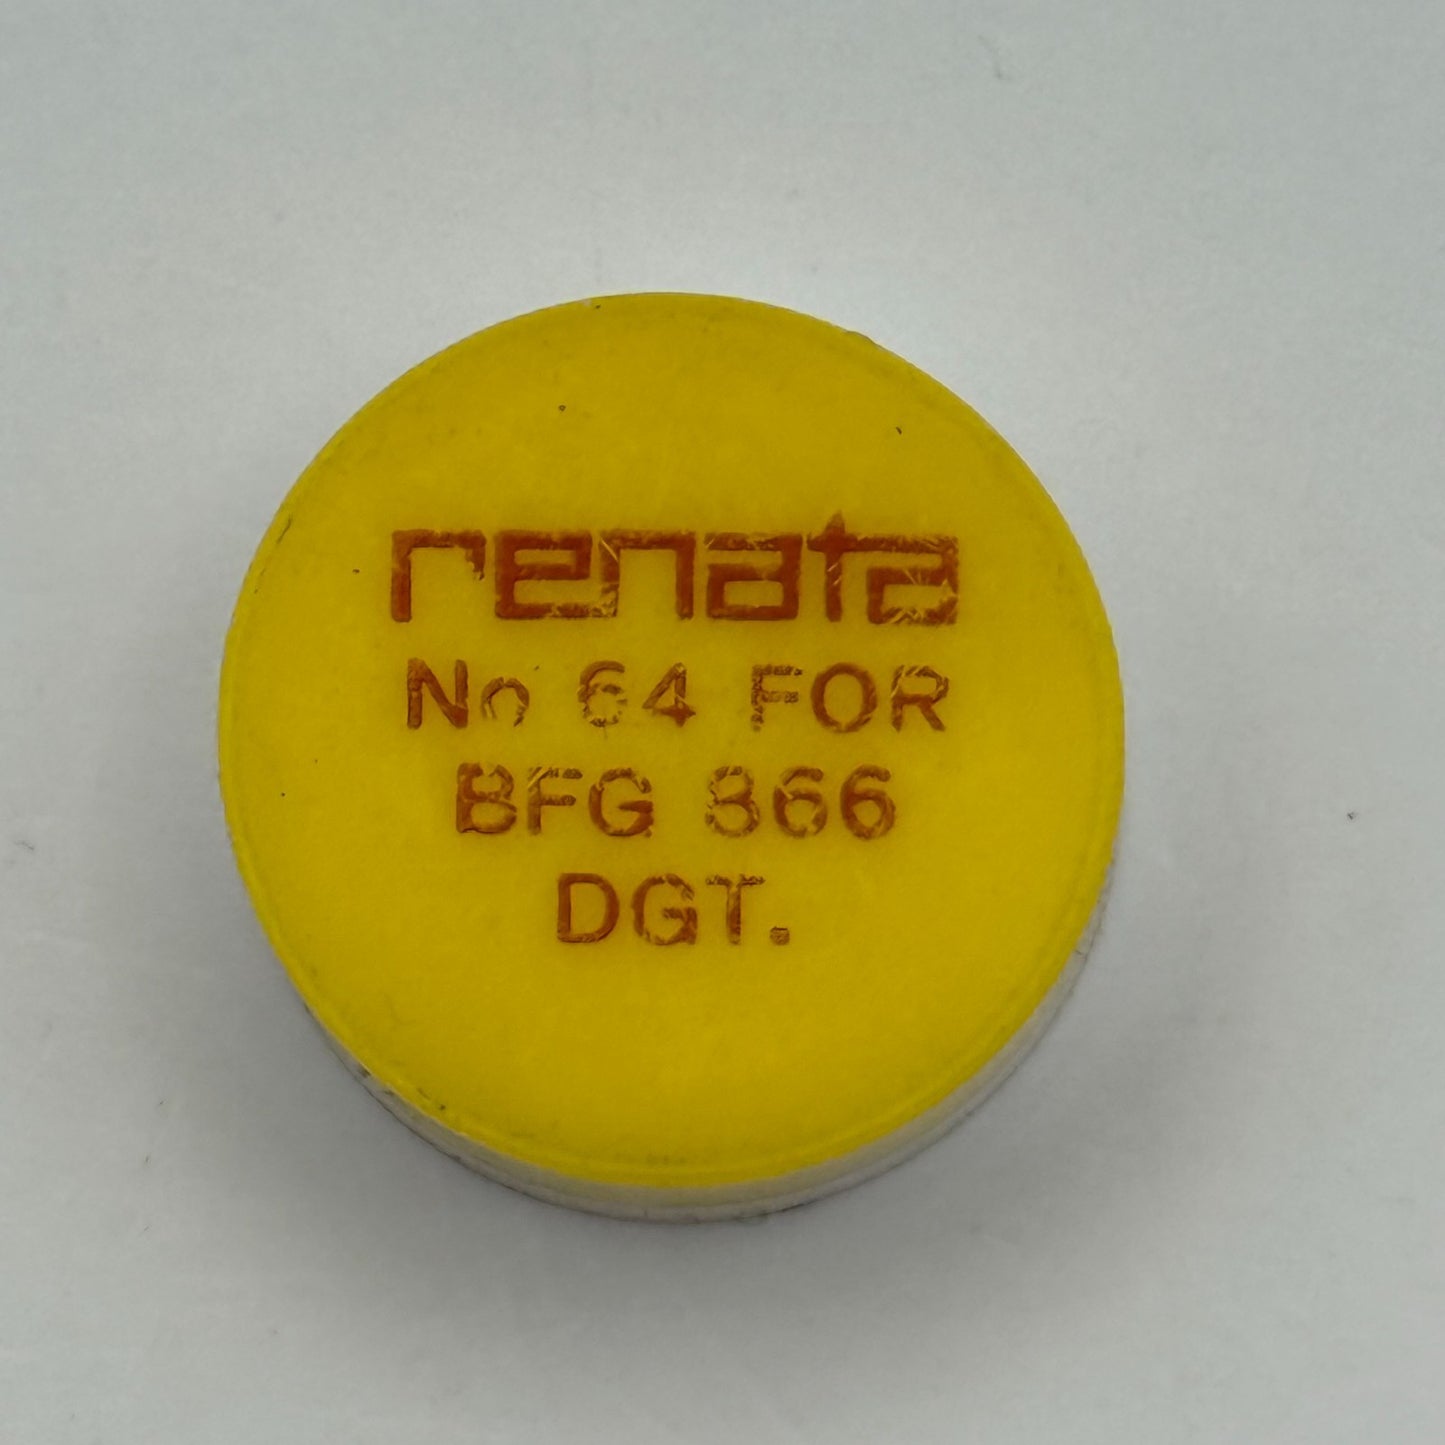 renata
No 64 FOR
BFG 866
DGT.